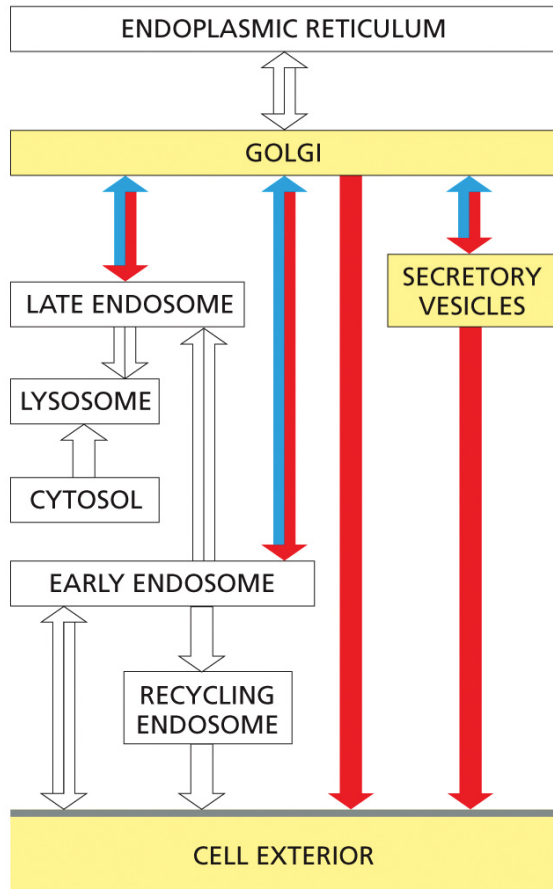 ENDOPLASMIC RETICULUM
GOLGI
LATE ENDOSOME
SECRETORY
VESICLES
LYSOSOME
CYTOSOL
EARLY ENDOSOME
RECYCLING
ENDOSOME
CELL EXTERIOR